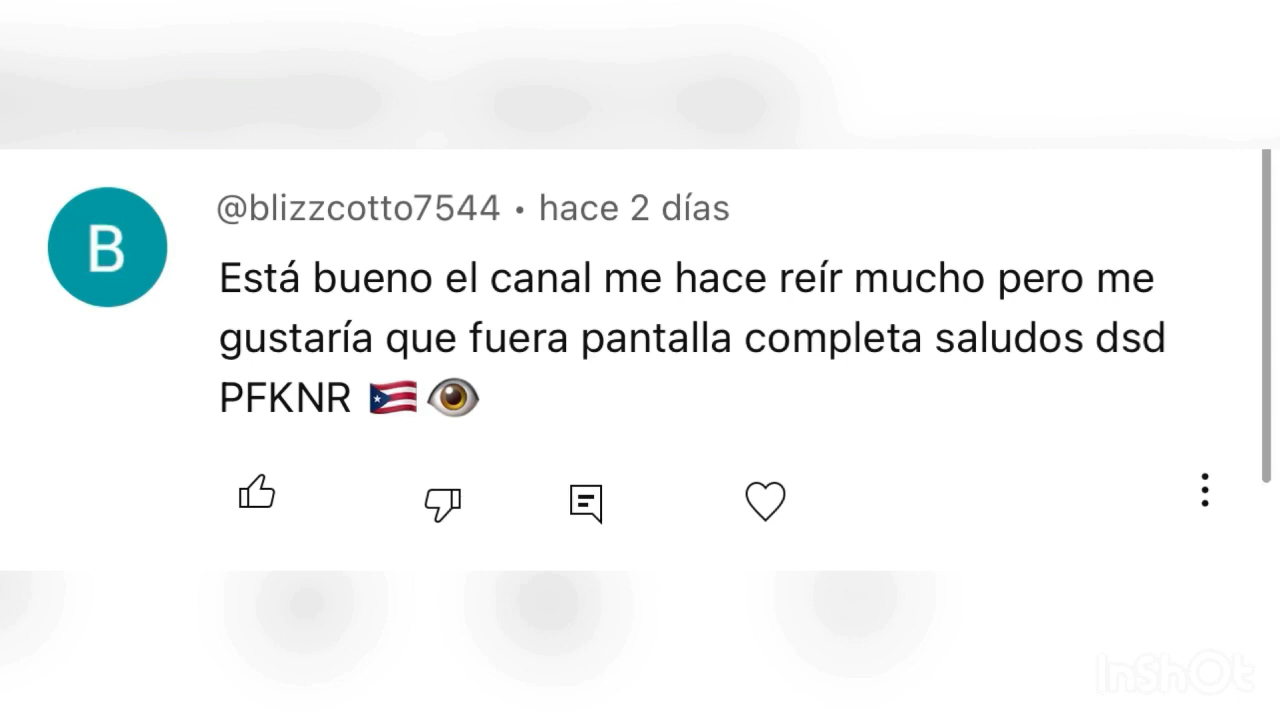 B
@blizzcotto7544 • hace 2 días
Está bueno el canal me hace reír mucho pero me
gustaría que fuera pantalla completa saludos dsd
PFKNR 🇵🇷👁️
InShOt